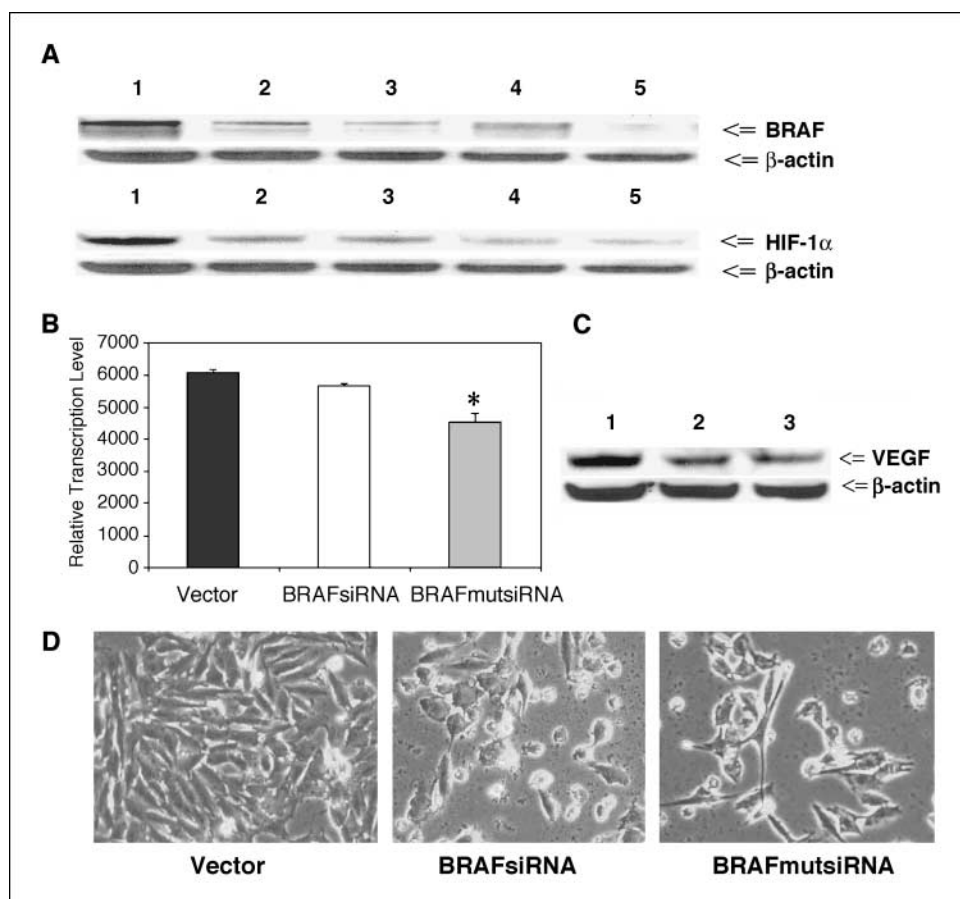 A
1 2 3 4 5
<= BRAF
<= β-actin
1 2 3 4 5
<= HIF-1α
<= β-actin
B
Relative Transcription Level
7000
6000
5000
4000
3000
2000
1000
0
*
Vector BRAFsiRNA BRAFmutsiRNA
C
1 2 3
<= VEGF
<= β-actin
D
Vector BRAFsiRNA BRAFmutsiRNA